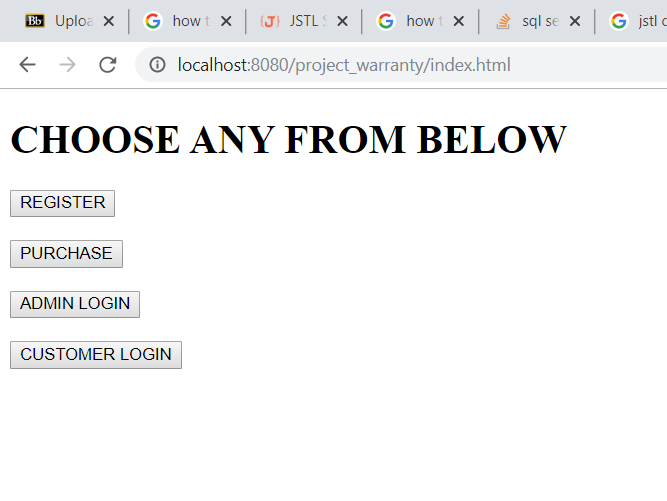 Bb Uploa how t JSTL how t sql se jstl
localhost:8080/project_warranty/index.html
CHOOSE ANY FROM BELOW
REGISTER
PURCHASE
ADMIN LOGIN
CUSTOMER LOGIN